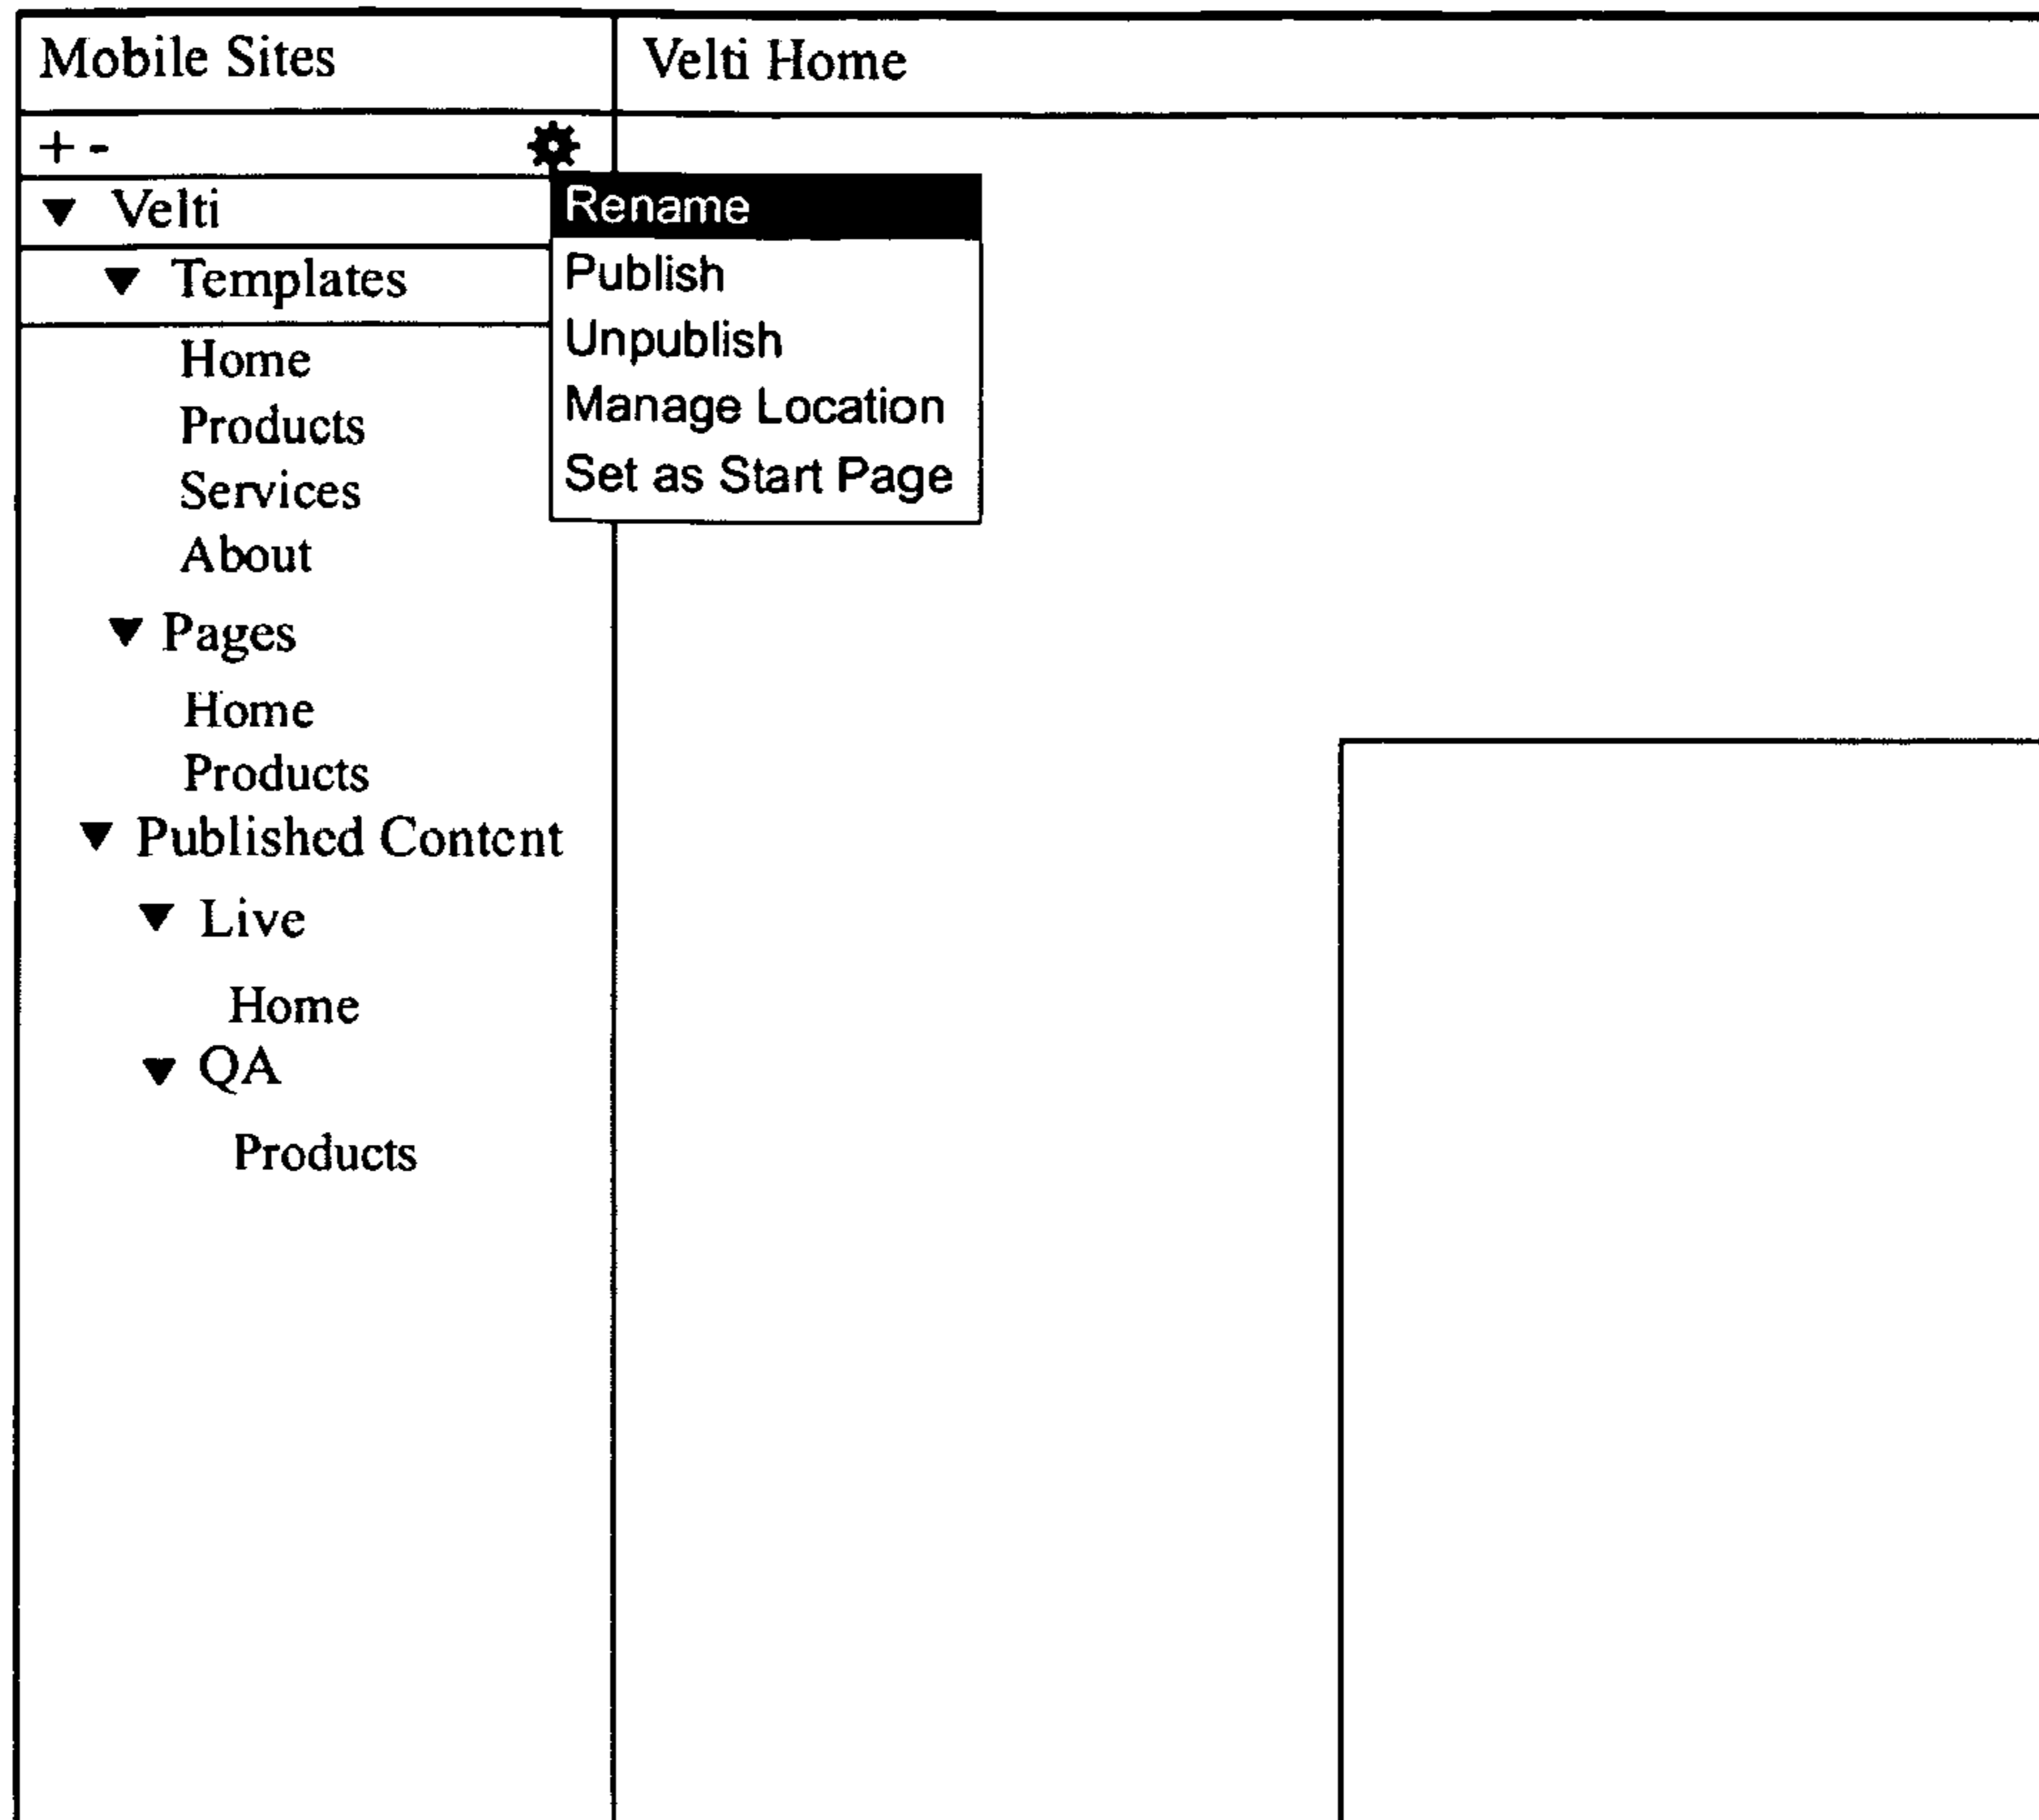 Mobile Sites
Velti Home
+ -
▼ Velti
▼ Templates
Home
Products
Services
About
▼ Pages
Home
Products
▼ Published Content
▼ Live
Home
▼ QA
Products
Rename
Publish
Unpublish
Manage Location
Set as Start Page